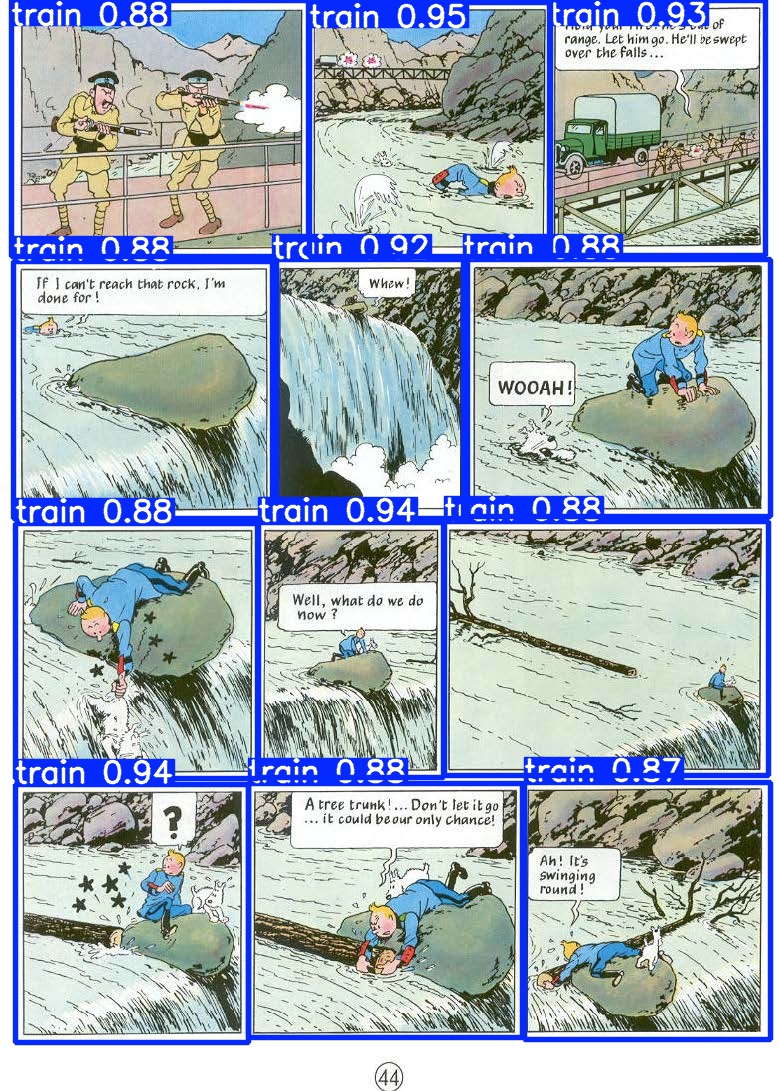 train 0.88
train 0.95
train 0.93
range. Let him go. He'll be swept
over the falls...
train 0.88
train 0.92
train 0.88
If I can't reach that rock, I'm
done for!
Whew!
WOOAH!
train 0.88
train 0.94
train 0.88
Well, what do we do
now?
train 0.94
train 0.88
train 0.87
?
A tree trunk!... Don't let it go
... it could be our only chance!
Ah! It's
swinging
round!
44